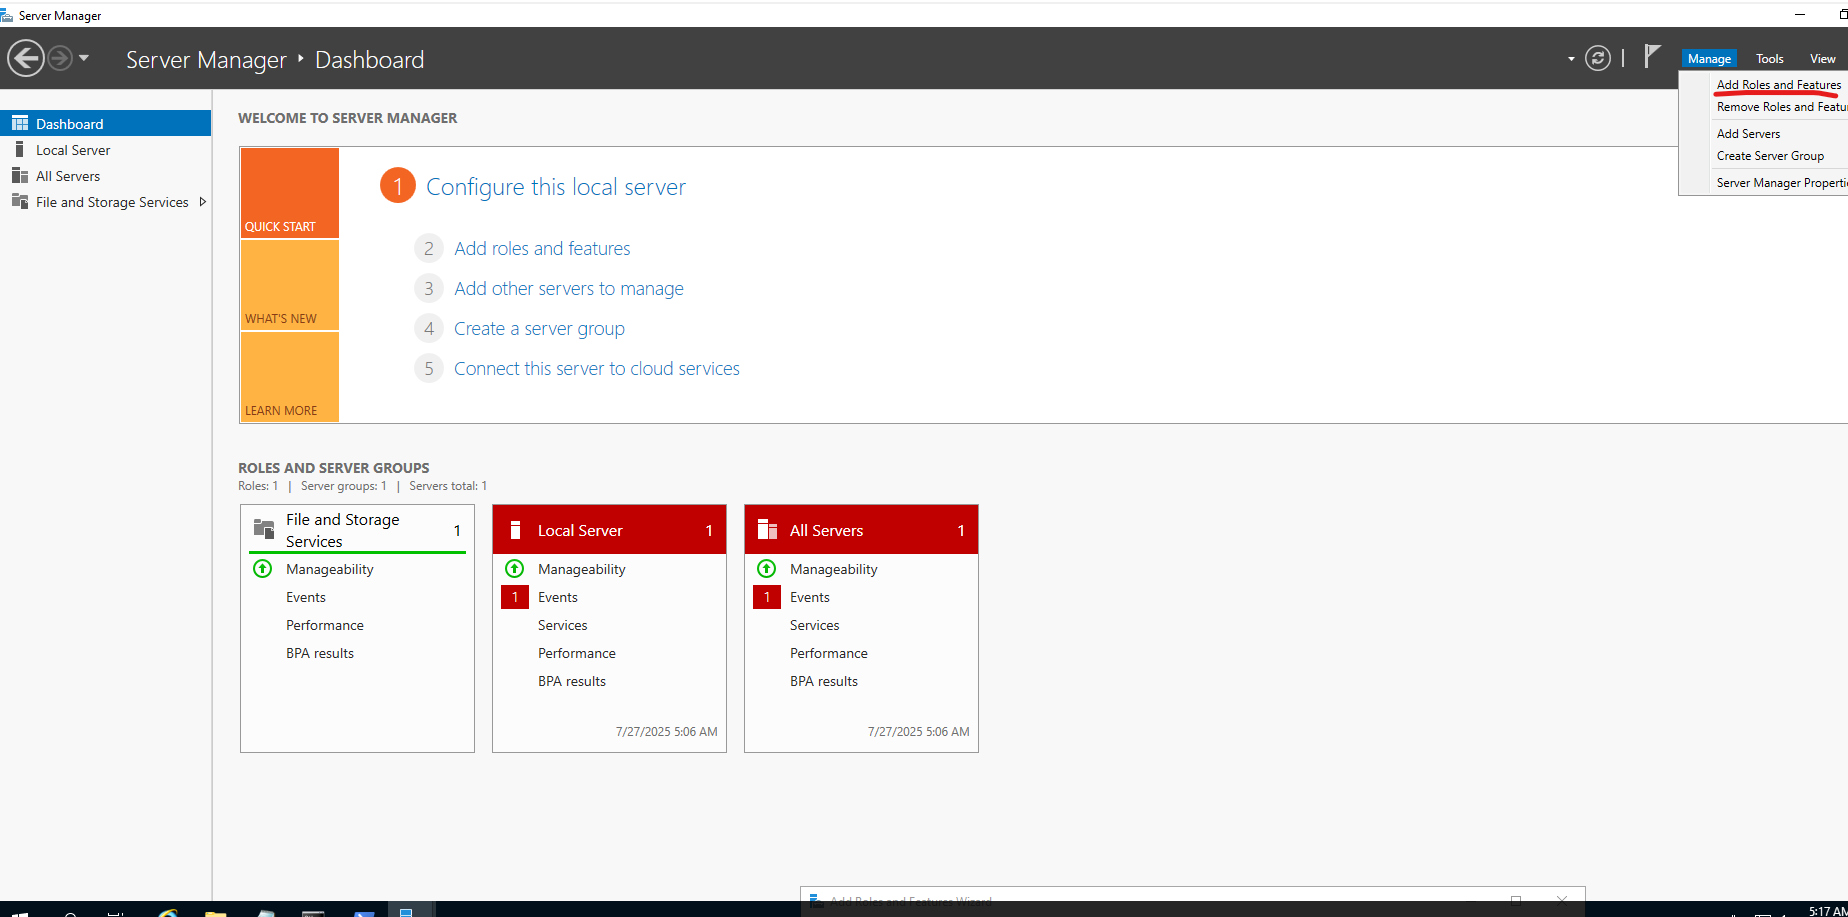 Server Manager
Server Manager ‣ Dashboard
Manage Tools View
Add Roles and Features
Remove Roles and Featu
Add Servers
Create Server Group
Server Manager Properti
Dashboard
Local Server
All Servers
File and Storage Services
WELCOME TO SERVER MANAGER
QUICK START
WHAT'S NEW
LEARN MORE
1 Configure this local server
2 Add roles and features
3 Add other servers to manage
4 Create a server group
5 Connect this server to cloud services
ROLES AND SERVER GROUPS
Roles: 1 | Server groups: 1 | Servers total: 1
File and Storage Services 1
Manageability
Events
Performance
BPA results
Local Server 1
Manageability
1 Events
Services
Performance
BPA results
7/27/2025 5:06 AM
All Servers 1
Manageability
1 Events
Services
Performance
BPA results
7/27/2025 5:06 AM
Add Roles and Features Wizard
5:17 AM